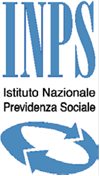 INPS
Istituto Nazionale
Previdenza Sociale